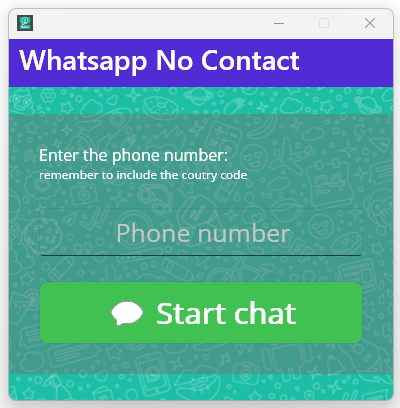 Whatsapp No Contact
Enter the phone number:
remember to include the coutry code
Phone number
Start chat